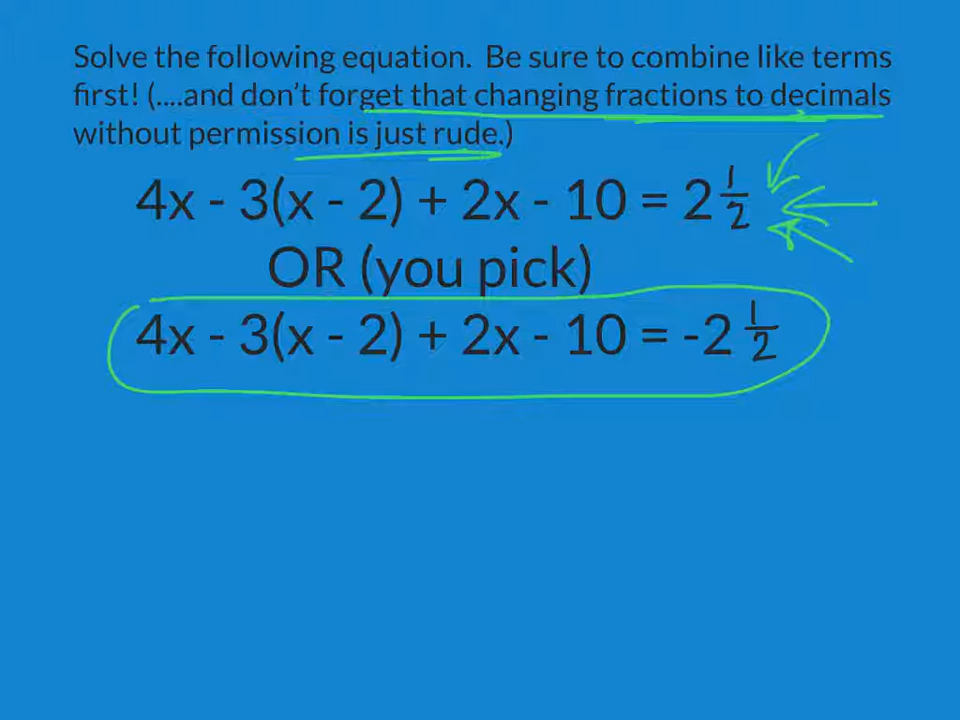 Solve the following equation.  Be sure to combine like terms
first! (....and don't forget that changing fractions to decimals
without permission is just rude.)
4x - 3(x - 2) + 2x - 10 = 2 1/2
OR (you pick)
4x - 3(x - 2) + 2x - 10 = -2 1/2